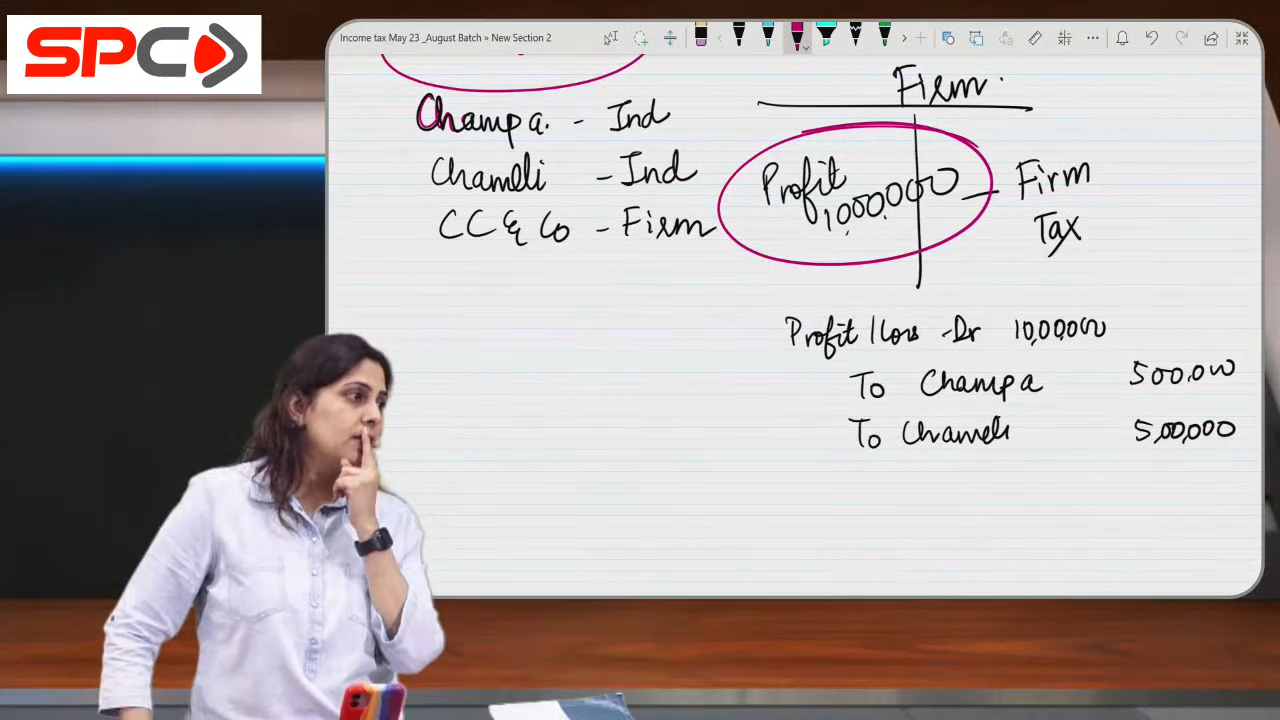 SPC
Income tax May 23 _August Batch » New Section 2
Firm.
Champa. - Ind
Chameli - Ind
CC & Co - Firm
Profit
1,000,000
- Firm
Tax
Profit / Loss - Dr 10,00,000
To Champa 500,000
To Chameli 5,00,000